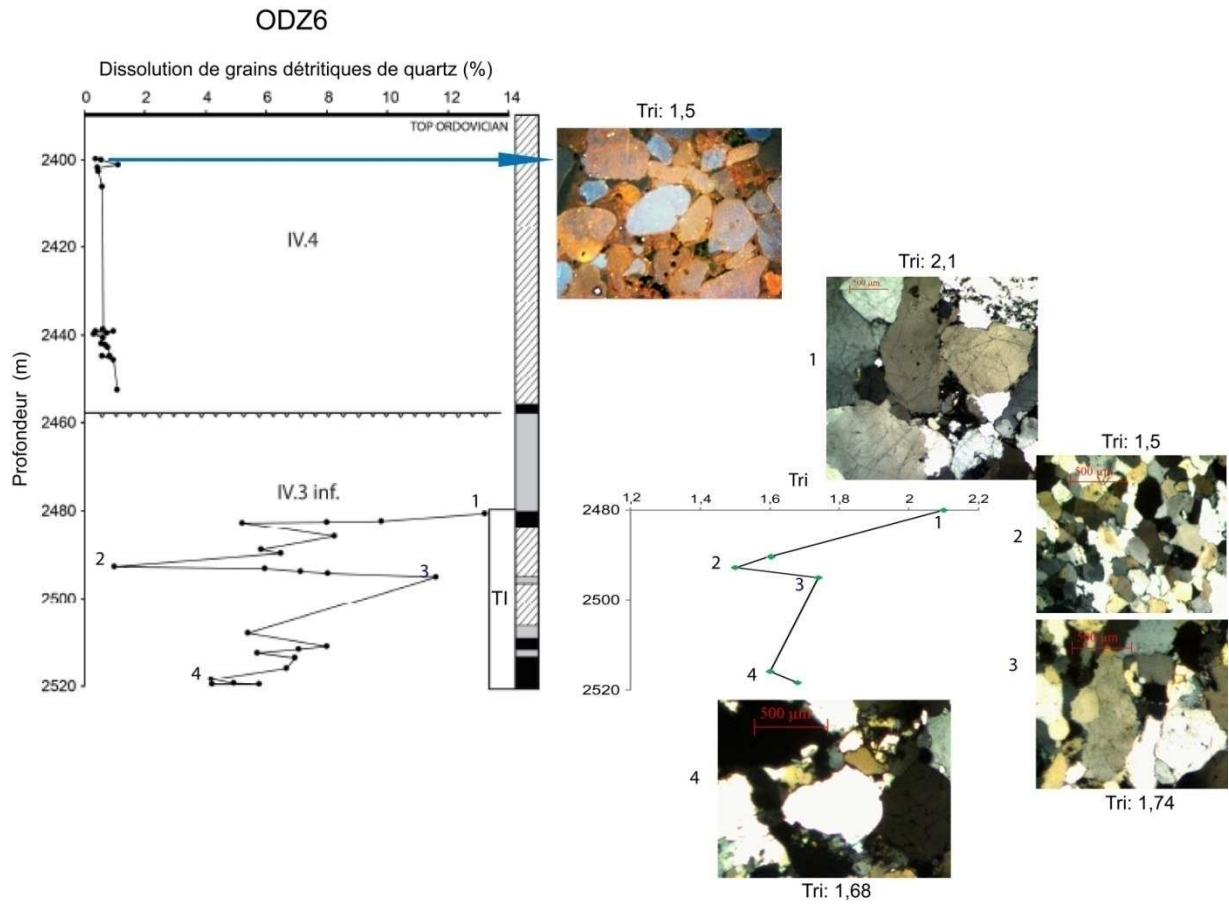 ODZ6
Dissolution de grains détritiques de quartz (%)
0 2 4 6 8 10 12 14
TOP ORDOVICIAN
Profondeur (m)
2400
2420
2440
2460
2480
2500
2520
IV.4
IV.3 inf.
1
2
3
4
TI
Tri: 1,5
Tri: 2,1
500 µm
1
Tri: 1,5
500 µm
2
Tri
1,2 1,4 1,6 1,8 2 2,2
2480
2500
2520
1
2
3
4
500 µm
3
Tri: 1,74
500 µm
4
Tri: 1,68